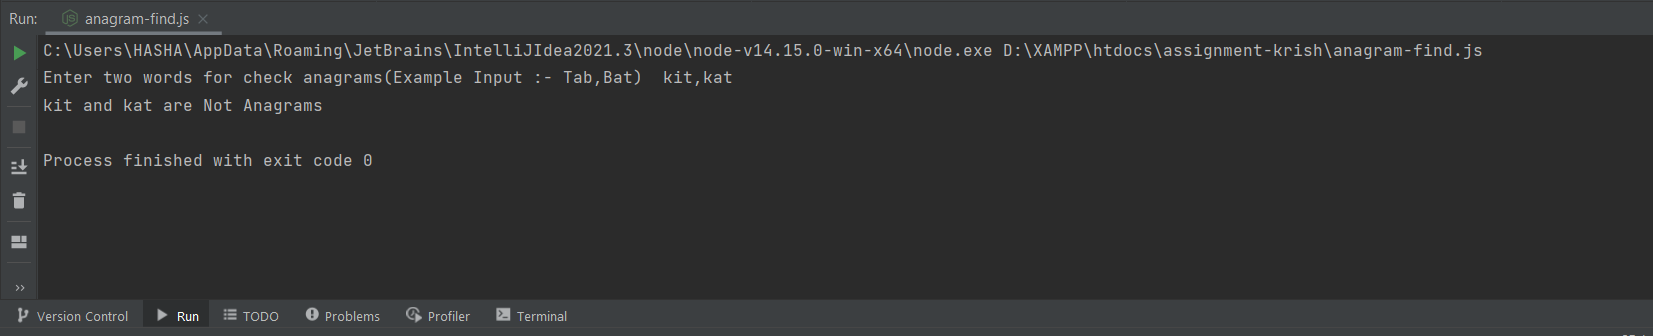 Run: anagram-find.js
C:\Users\HASHA\AppData\Roaming\JetBrains\IntelliJIdea2021.3\node\node-v14.15.0-win-x64\node.exe D:\XAMPP\htdocs\assignment-krish\anagram-find.js
Enter two words for check anagrams(Example Input :- Tab,Bat)  kit,kat
kit and kat are Not Anagrams
Process finished with exit code 0
Version Control Run TODO Problems Profiler Terminal